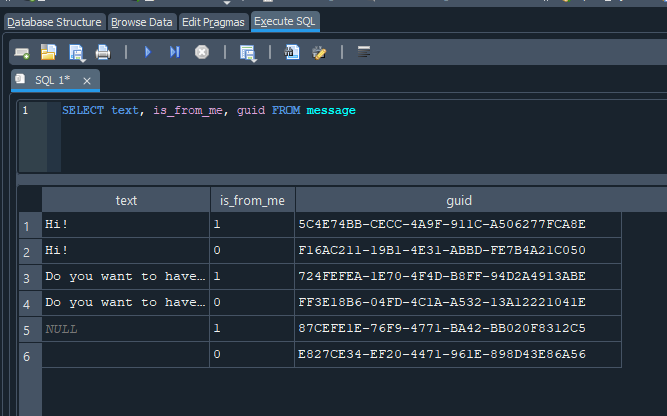 Database Structure Browse Data Edit Pragmas Execute SQL
SQL 1*
1 SELECT text, is_from_me, guid FROM message
text is_from_me guid
1 Hi! 1 5C4E74BB-CECC-4A9F-911C-A506277FCA8E
2 Hi! 0 F16AC211-19B1-4E31-ABBD-FE7B4A21C050
3 Do you want to have… 1 724FEFEA-1E70-4F4D-B8FF-94D2A4913ABE
4 Do you want to have… 0 FF3E18B6-04FD-4C1A-A532-13A12221041E
5 NULL 1 87CEFE1E-76F9-4771-BA42-BB020F8312C5
6 0 E827CE34-EF20-4471-961E-898D43E86A56